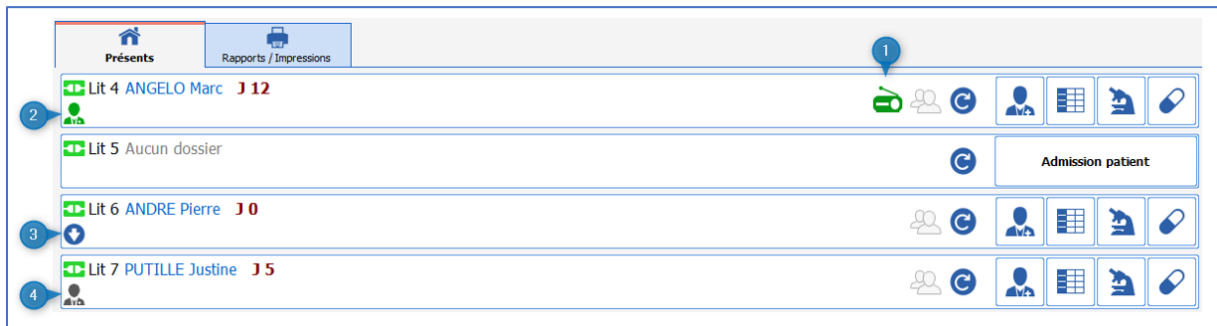 Présents
Rapports / Impressions
1
Lit 4 ANGELO Marc J 12
2
Lit 5 Aucun dossier
Admission patient
Lit 6 ANDRE Pierre J 0
3
Lit 7 PUTILLE Justine J 5
4